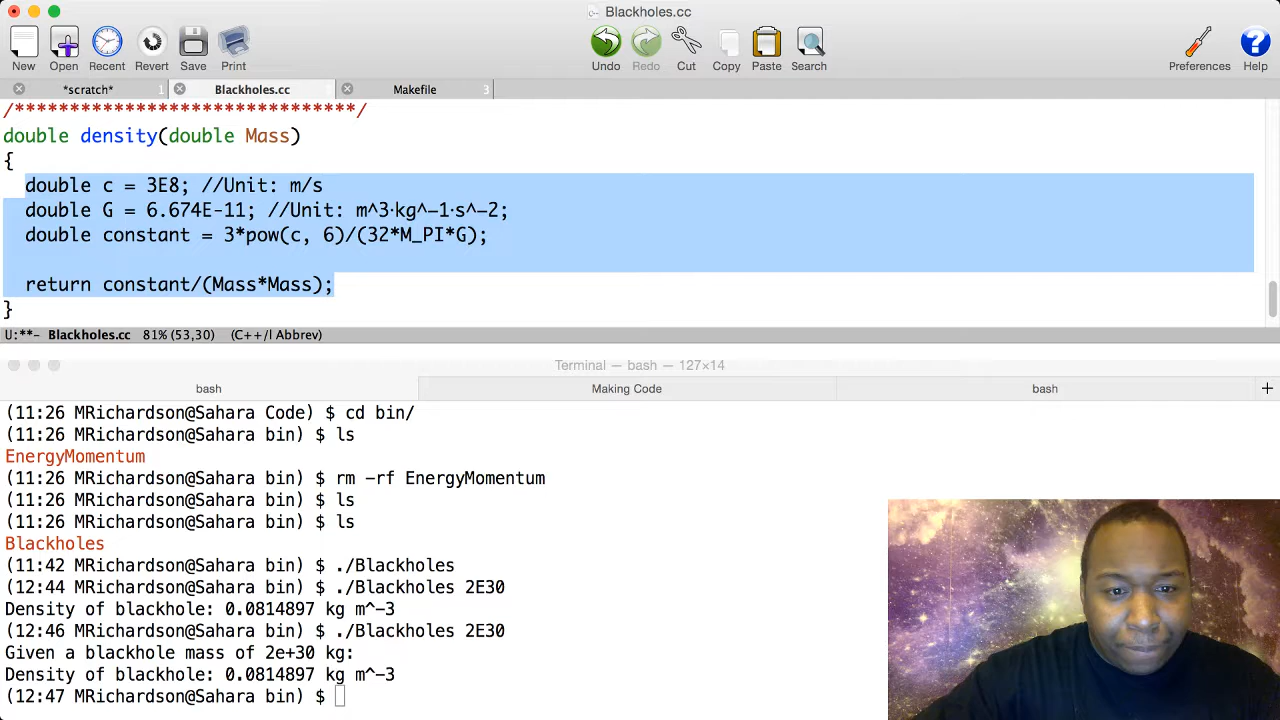 Blackholes.cc
New Open Recent Revert Save Print Undo Redo Cut Copy Paste Search Preferences Help
*scratch* 1 Blackholes.cc Makefile 3
/*******************************/
double density(double Mass)
{
double c = 3E8; //Unit: m/s
double G = 6.674E-11; //Unit: m^3·kg^-1·s^-2;
double constant = 3*pow(c, 6)/(32*M_PI*G);
return constant/(Mass*Mass);
}
U:**- Blackholes.cc 81% (53,30) (C++/l Abbrev)
Terminal — bash — 127×14
bash Making Code bash +
(11:26 MRichardson@Sahara Code) $ cd bin/
(11:26 MRichardson@Sahara bin) $ ls
EnergyMomentum
(11:26 MRichardson@Sahara bin) $ rm -rf EnergyMomentum
(11:26 MRichardson@Sahara bin) $ ls
(11:26 MRichardson@Sahara bin) $ ls
Blackholes
(11:42 MRichardson@Sahara bin) $ ./Blackholes
(12:44 MRichardson@Sahara bin) $ ./Blackholes 2E30
Density of blackhole: 0.0814897 kg m^-3
(12:46 MRichardson@Sahara bin) $ ./Blackholes 2E30
Given a blackhole mass of 2e+30 kg:
Density of blackhole: 0.0814897 kg m^-3
(12:47 MRichardson@Sahara bin) $